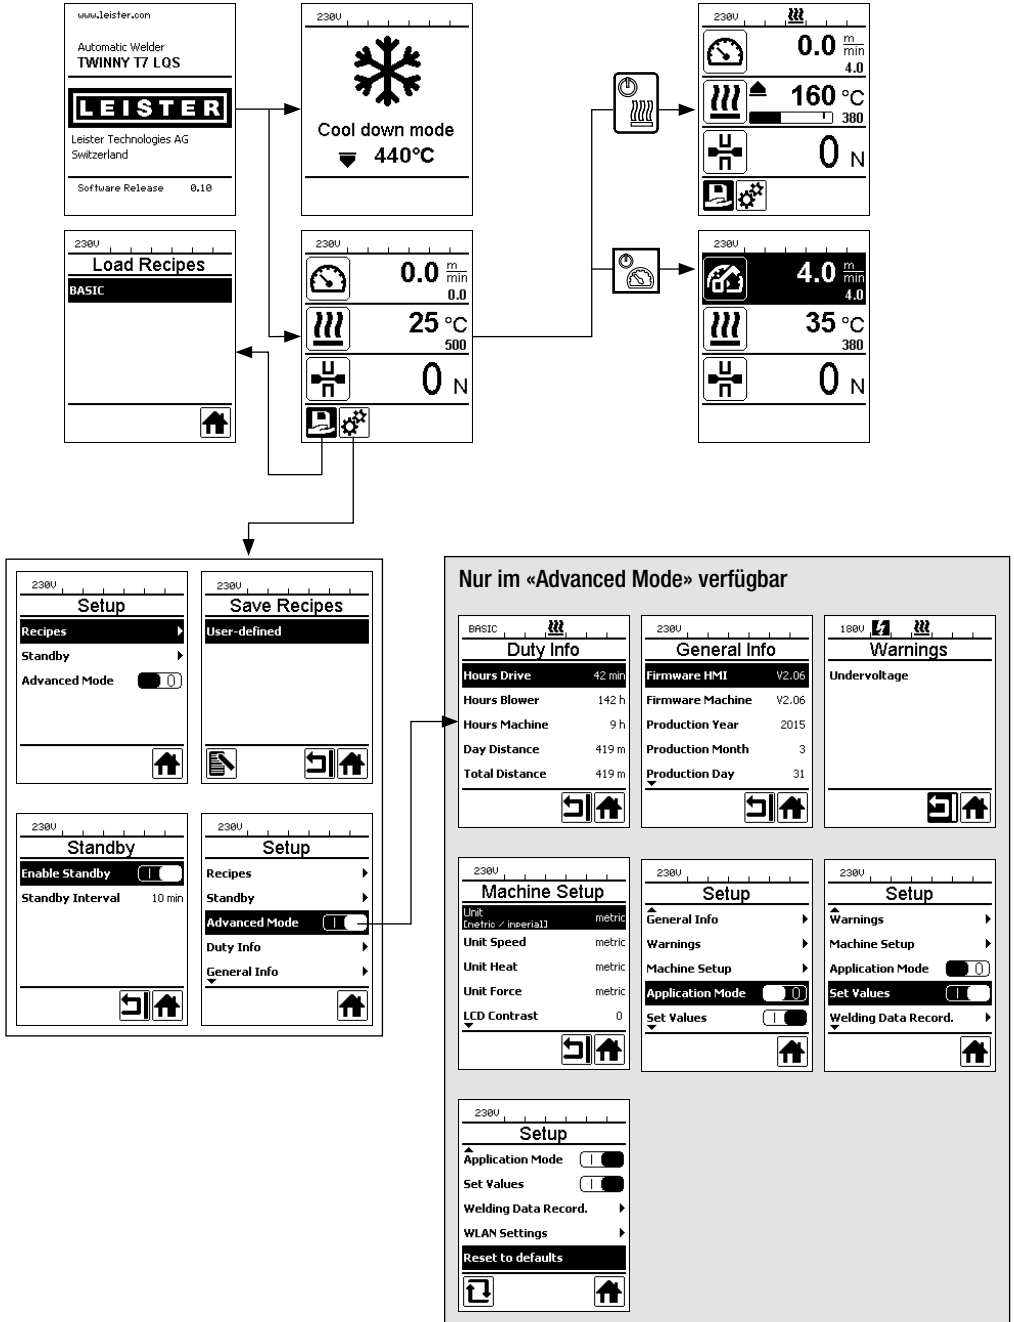 www.leister.com
Automatic Welder
TWINNY T7 LQS
LEISTER
Leister Technologies AG
Switzerland
Software Release 0.10
230V
Cool down mode
440°C
230V
0.0 m/min
4.0
160 °C
380
0 N
230V
Load Recipes
BASIC
230V
0.0 m/min
0.0
25 °C
500
0 N
230V
4.0 m/min
4.0
35 °C
380
0 N
230V
Setup
Recipes
Standby
Advanced Mode 0
230V
Save Recipes
User-defined
230V
Standby
Enable Standby I
Standby Interval 10 min
230V
Setup
Recipes
Standby
Advanced Mode I
Duty Info
General Info
Nur im «Advanced Mode» verfügbar
BASIC
Duty Info
Hours Drive 42 min
Hours Blower 142 h
Hours Machine 9 h
Day Distance 419 m
Total Distance 419 m
230V
General Info
Firmware HMI V2.06
Firmware Machine V2.06
Production Year 2015
Production Month 3
Production Day 31
180V
Warnings
Undervoltage
230V
Machine Setup
Unit metric
[metric / imperial]
Unit Speed metric
Unit Heat metric
Unit Force metric
LCD Contrast 0
230V
Setup
General Info
Warnings
Machine Setup
Application Mode 0
Set Values I
230V
Setup
Warnings
Machine Setup
Application Mode 0
Set Values I
Welding Data Record.
230V
Setup
Application Mode I
Set Values I
Welding Data Record.
WLAN Settings
Reset to defaults